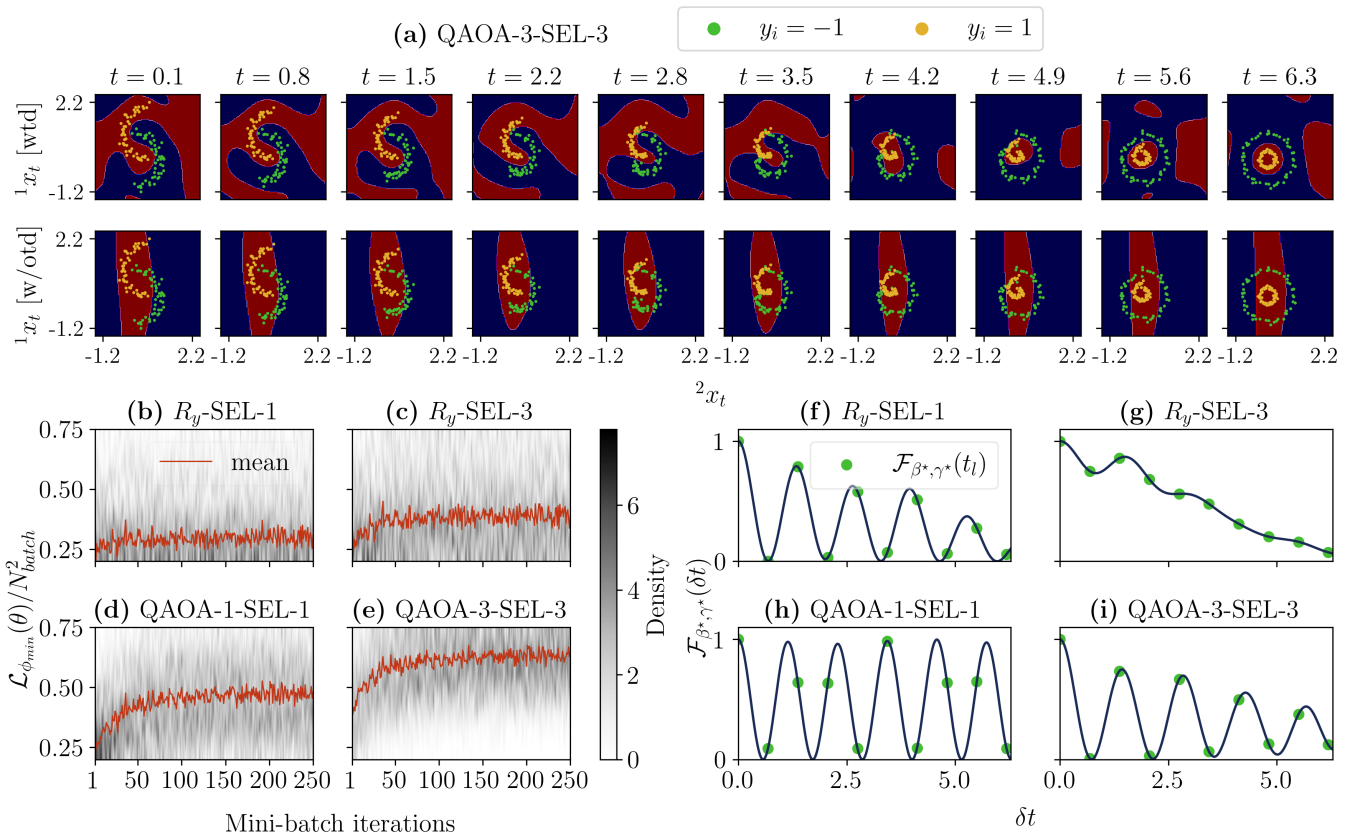 (a) QAOA-3-SEL-3
y_i = −1 y_i = 1
t = 0.1 t = 0.8 t = 1.5 t = 2.2 t = 2.8 t = 3.5 t = 4.2 t = 4.9 t = 5.6 t = 6.3
¹x_t [wtd]
2.2
-1.2
¹x_t [w/otd]
2.2
-1.2
-1.2 2.2 -1.2 2.2 -1.2 2.2 -1.2 2.2 -1.2 2.2 -1.2 2.2 -1.2 2.2 -1.2 2.2 -1.2 2.2 -1.2 2.2
²x_t
(b) R_y-SEL-1 (c) R_y-SEL-3
0.75
0.50
0.25
mean
(d) QAOA-1-SEL-1 (e) QAOA-3-SEL-3
0.75
0.50
0.25
1 50 100 150 200 250 1 50 100 150 200 250
Mini-batch iterations
𝓛_{ϕ_{min}}(θ)/N²_{batch}
6
4
2
0
Density
(f) R_y-SEL-1 (g) R_y-SEL-3
1
0
𝓕_{β⋆,γ⋆}(t_l)
(h) QAOA-1-SEL-1 (i) QAOA-3-SEL-3
1
0
0.0 2.5 5.0 0.0 2.5 5.0
δt
𝓕_{β⋆,γ⋆}(δt)